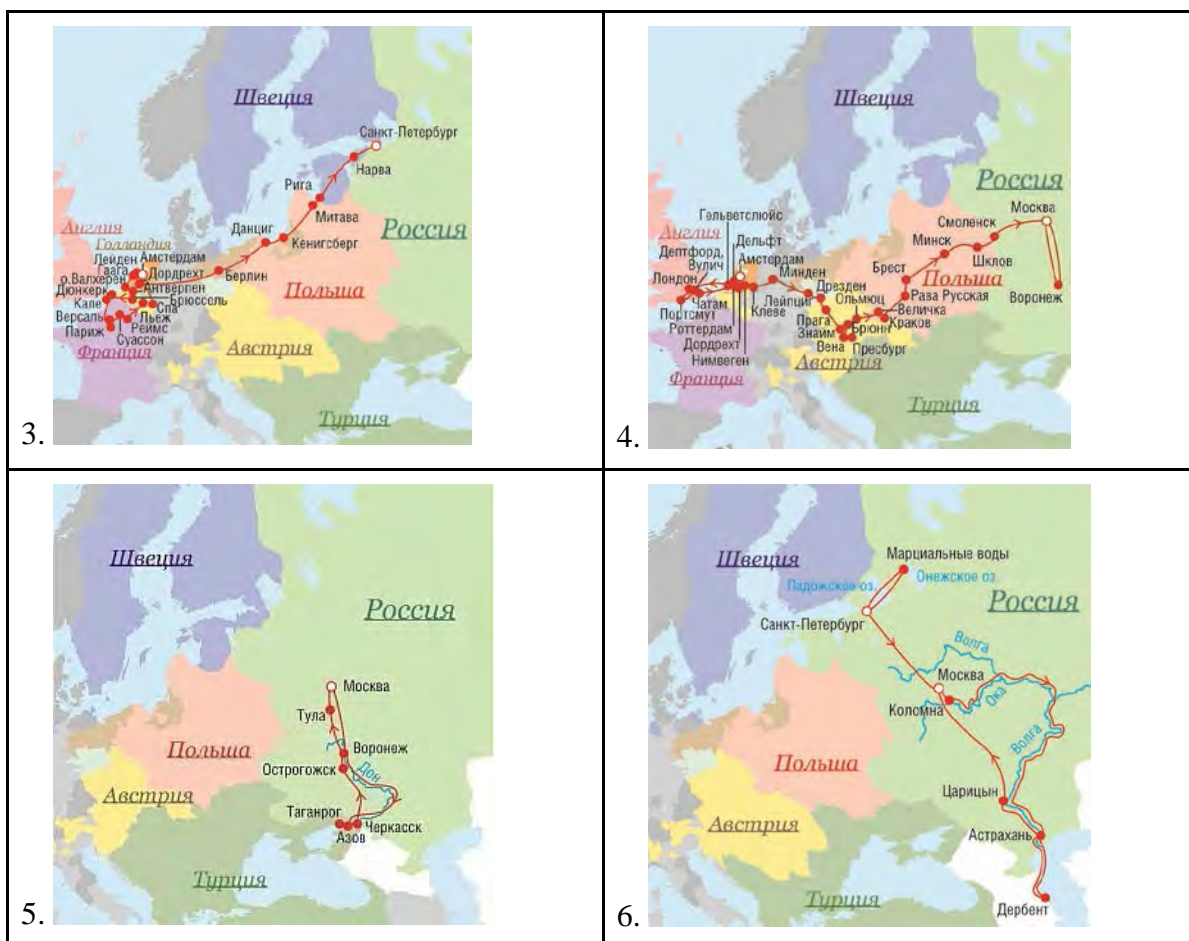 Швеция
Санкт-Петербург
Нарва
Рига
Митава
Россия
Данциг
Кенигсберг
Англия
Голландия
Лейден
Амстердам
Гаага
Дордрехт
о.Валхерен
Антверпен
Берлин
Дюнкерк
Брюссель
Кале
Спа
Польша
Версаль
Льеж
Париж
Реймс
Суассон
Франция
Австрия
Турция
3.
Швеция
Россия
Москва
Гельветслюйс
Смоленск
Англия
Дельфт
Минск
Дептфорд,
Амстердам
Шклов
Вулич
Минден
Брест
Польша
Лондон
Дрезден
Воронеж
Ольмюц
Рава Русская
Чатам
Лейпциг
Портсмут
Клеве
Величка
Роттердам
Прага
Брюнн
Краков
Дордрехт
Знайм
Нимвеген
Вена
Пресбург
Франция
Австрия
Турция
4.
Швеция
Россия
Москва
Тула
Польша
Воронеж
Острогожск
Дон
Австрия
Таганрог
Черкасск
Азов
Турция
5.
Швеция
Марциальные воды
Ладожское оз.
Онежское оз.
Россия
Санкт-Петербург
Волга
Москва
Коломна
Ока
Волга
Польша
Царицын
Австрия
Астрахань
Турция
Дербент
6.